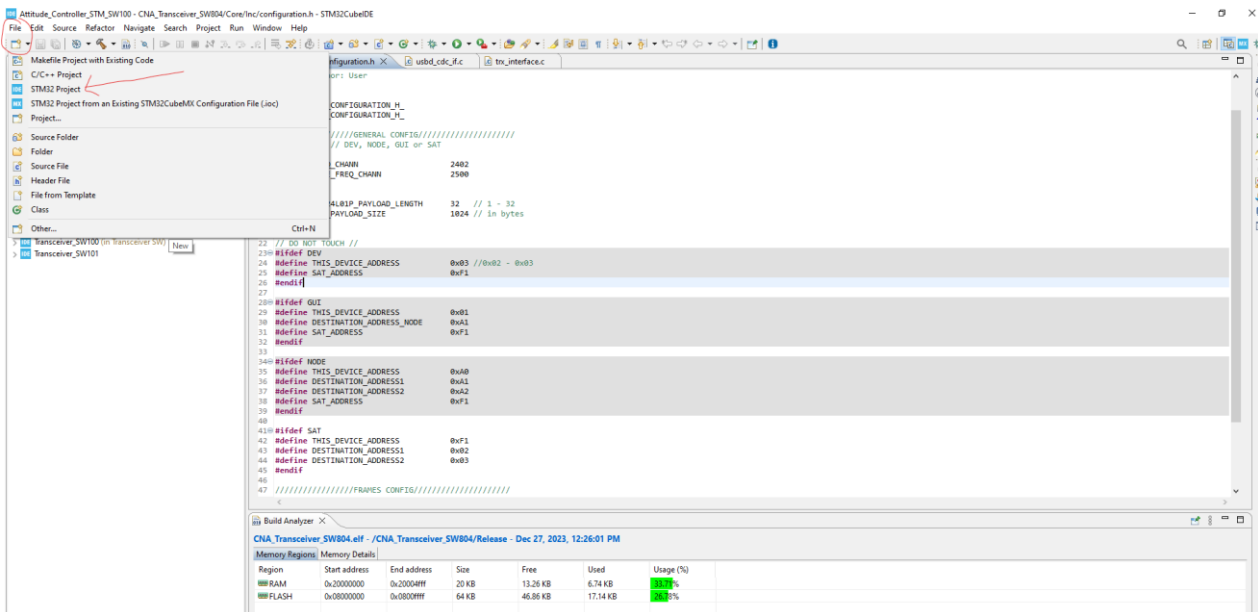 Attitude_Controller_STM_SW100 - CNA_Transceiver_SW804/Core/Inc/configuration.h - STM32CubeIDE
File Edit Source Refactor Navigate Search Project Run Window Help
Makefile Project with Existing Code
C/C++ Project
STM32 Project
STM32 Project from an Existing STM32CubeMX Configuration File (.ioc)
Project...
Source Folder
Folder
Source File
Header File
File from Template
Class
Other... Ctrl+N
Transceiver_SW100 (in Transceiver SW)
New
Transceiver_SW101
nfiguration.h usbd_cdc_if.c trx_interface.c
or: User
CONFIGURATION_H_
CONFIGURATION_H_
/////GENERAL CONFIG/////////////////////
// DEV, NODE, GUI or SAT
_CHANN 2402
_FREQ_CHANN 2500
4L01P_PAYLOAD_LENGTH 32 // 1 - 32
PAYLOAD_SIZE 1024 // in bytes
22 // DO NOT TOUCH //
23 #ifdef DEV
24 #define THIS_DEVICE_ADDRESS 0x03 //0x02 - 0x03
25 #define SAT_ADDRESS 0xF1
26 #endif
27
28 #ifdef GUI
29 #define THIS_DEVICE_ADDRESS 0x01
30 #define DESTINATION_ADDRESS_NODE 0xA1
31 #define SAT_ADDRESS 0xF1
32 #endif
33
34 #ifdef NODE
35 #define THIS_DEVICE_ADDRESS 0xA0
36 #define DESTINATION_ADDRESS1 0xA1
37 #define DESTINATION_ADDRESS2 0xA2
38 #define SAT_ADDRESS 0xF1
39 #endif
40
41 #ifdef SAT
42 #define THIS_DEVICE_ADDRESS 0xF1
43 #define DESTINATION_ADDRESS1 0x02
44 #define DESTINATION_ADDRESS2 0x03
45 #endif
46
47 /////////////////FRAMES CONFIG/////////////////////
Build Analyzer
CNA_Transceiver_SW804.elf - /CNA_Transceiver_SW804/Release - Dec 27, 2023, 12:26:01 PM
Memory Regions Memory Details
Region Start address End address Size Free Used Usage (%)
RAM 0x20000000 0x20004fff 20 KB 13.26 KB 6.74 KB 33.71%
FLASH 0x08000000 0x0800ffff 64 KB 46.86 KB 17.14 KB 26.78%